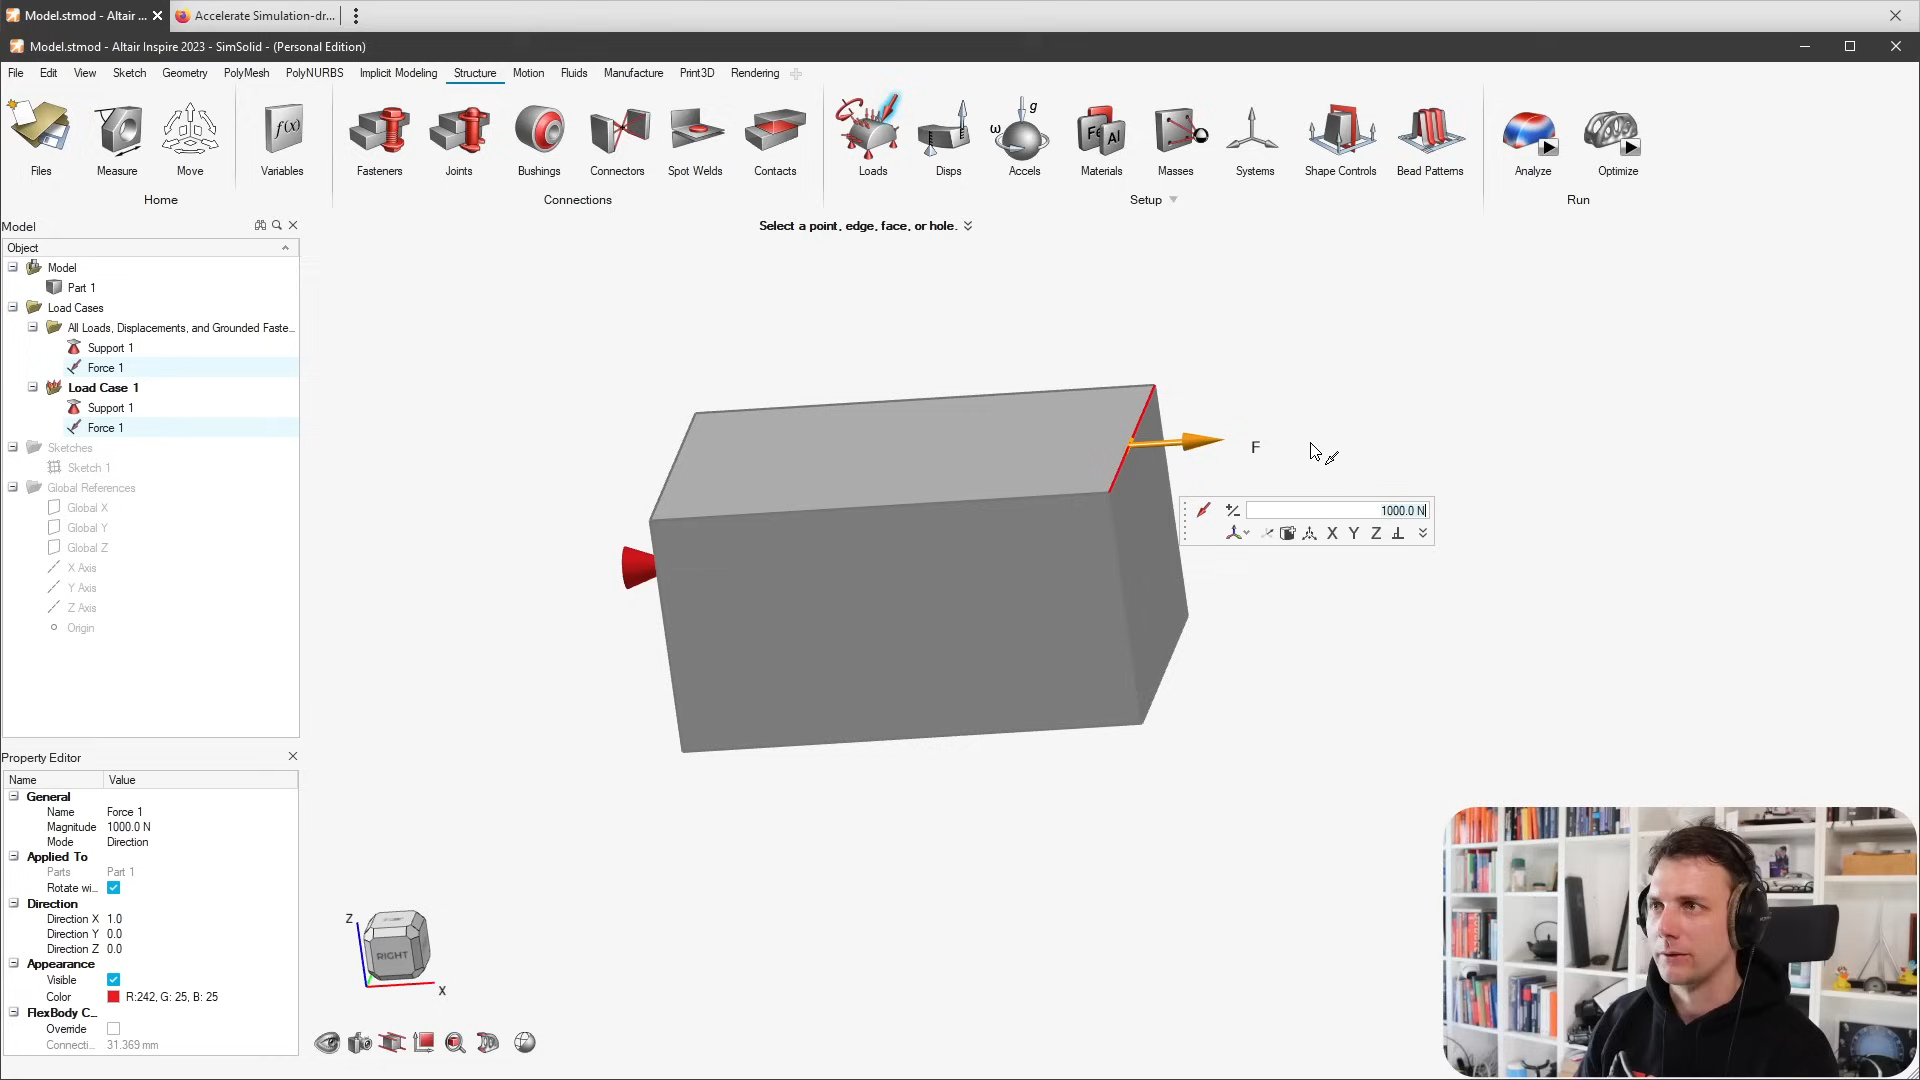 Model.stmod - Altair ...
Accelerate Simulation-dr...
Model.stmod - Altair Inspire 2023 - SimSolid - (Personal Edition)
File Edit View Sketch Geometry PolyMesh PolyNURBS Implicit Modeling Structure Motion Fluids Manufacture Print3D Rendering
f(x)
g
ω
Fe
Al
Files Measure Move Variables Fasteners Joints Bushings Connectors Spot Welds Contacts Loads Disps Accels Materials Masses Systems Shape Controls Bead Patterns Analyze Optimize
Home Connections Setup Run
Model
Select a point, edge, face, or hole.
Object
Model
Part 1
Load Cases
All Loads, Displacements, and Grounded Faste...
Support 1
Force 1
Load Case 1
Support 1
Force 1
Sketches
Sketch 1
Global References
Global X
Global Y
Global Z
X Axis
Y Axis
Z Axis
Origin
F
1000.0 N
X Y Z
Property Editor
Name Value
General
Name Force 1
Magnitude 1000.0 N
Mode Direction
Applied To
Parts Part 1
Rotate wi...
Direction
Direction X 1.0
Direction Y 0.0
Direction Z 0.0
Appearance
Visible
Color R:242, G: 25, B: 25
FlexBody C...
Override
Connecti... 31.369 mm
Z
RIGHT
X